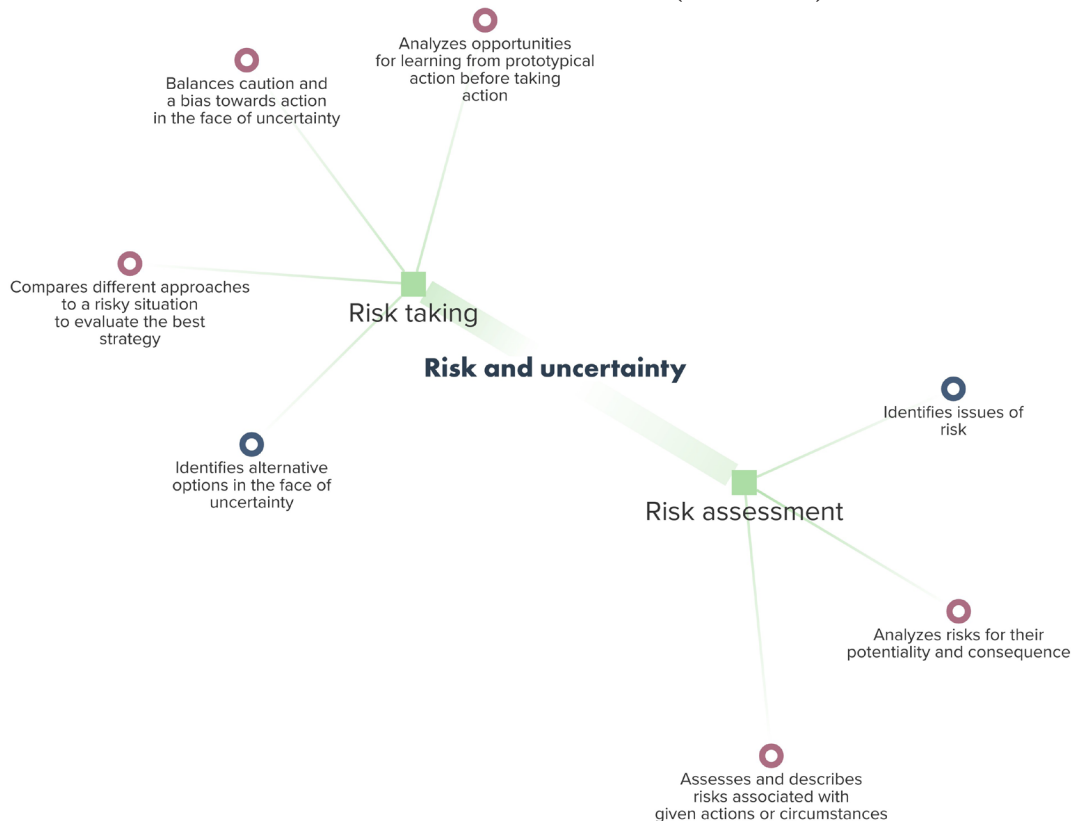 Analyzes opportunities
for learning from prototypical
action before taking
action
Balances caution and
a bias towards action
in the face of uncertainty
Compares different approaches
to a risky situation
to evaluate the best
strategy
Risk taking
Risk and uncertainty
Identifies alternative
options in the face of
uncertainty
Identifies issues of
risk
Risk assessment
Analyzes risks for their
potentiality and consequence
Assesses and describes
risks associated with
given actions or circumstances